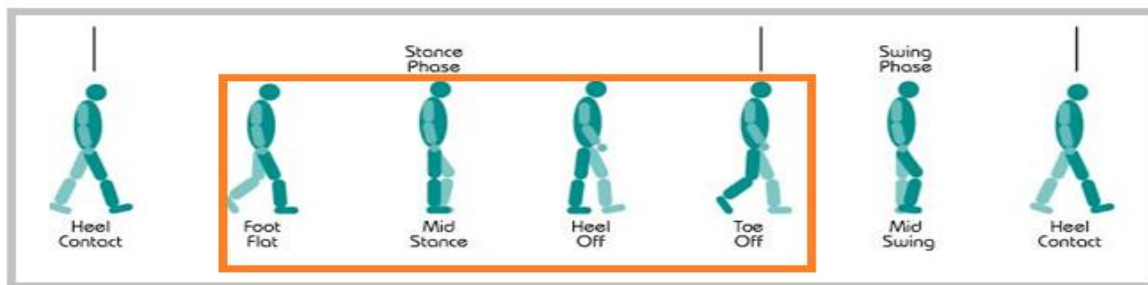 Stance
Phase
Swing
Phase
Heel
Contact
Foot
Flat
Mid
Stance
Heel
Off
Toe
Off
Mid
Swing
Heel
Contact